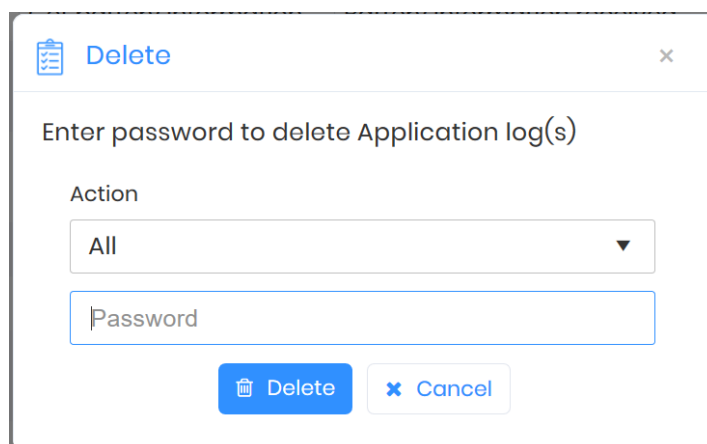 Delete
×
Enter password to delete Application log(s)
Action
All
Password
Delete
Cancel